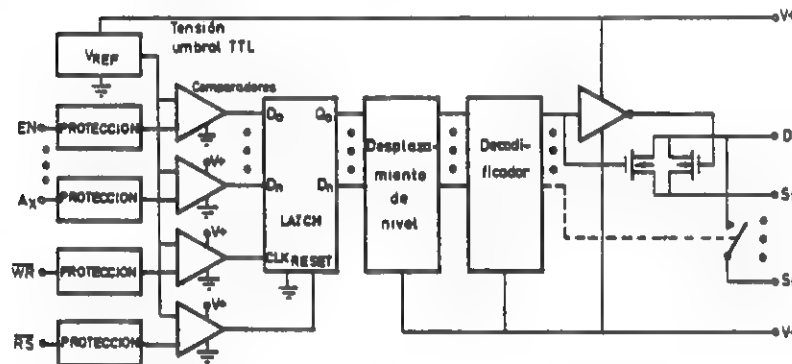 V+
Tensión
umbral TTL
VREF
Comparadores
EN
PROTECCION
D0
Q0
Desplaza-
miento
de
nivel
Decodi-
ficador
D
V+
AX
PROTECCION
Dn
Dn
LATCH
S
V+
WR
PROTECCION
CLK
RESET
V+
S
RS
PROTECCION
V-